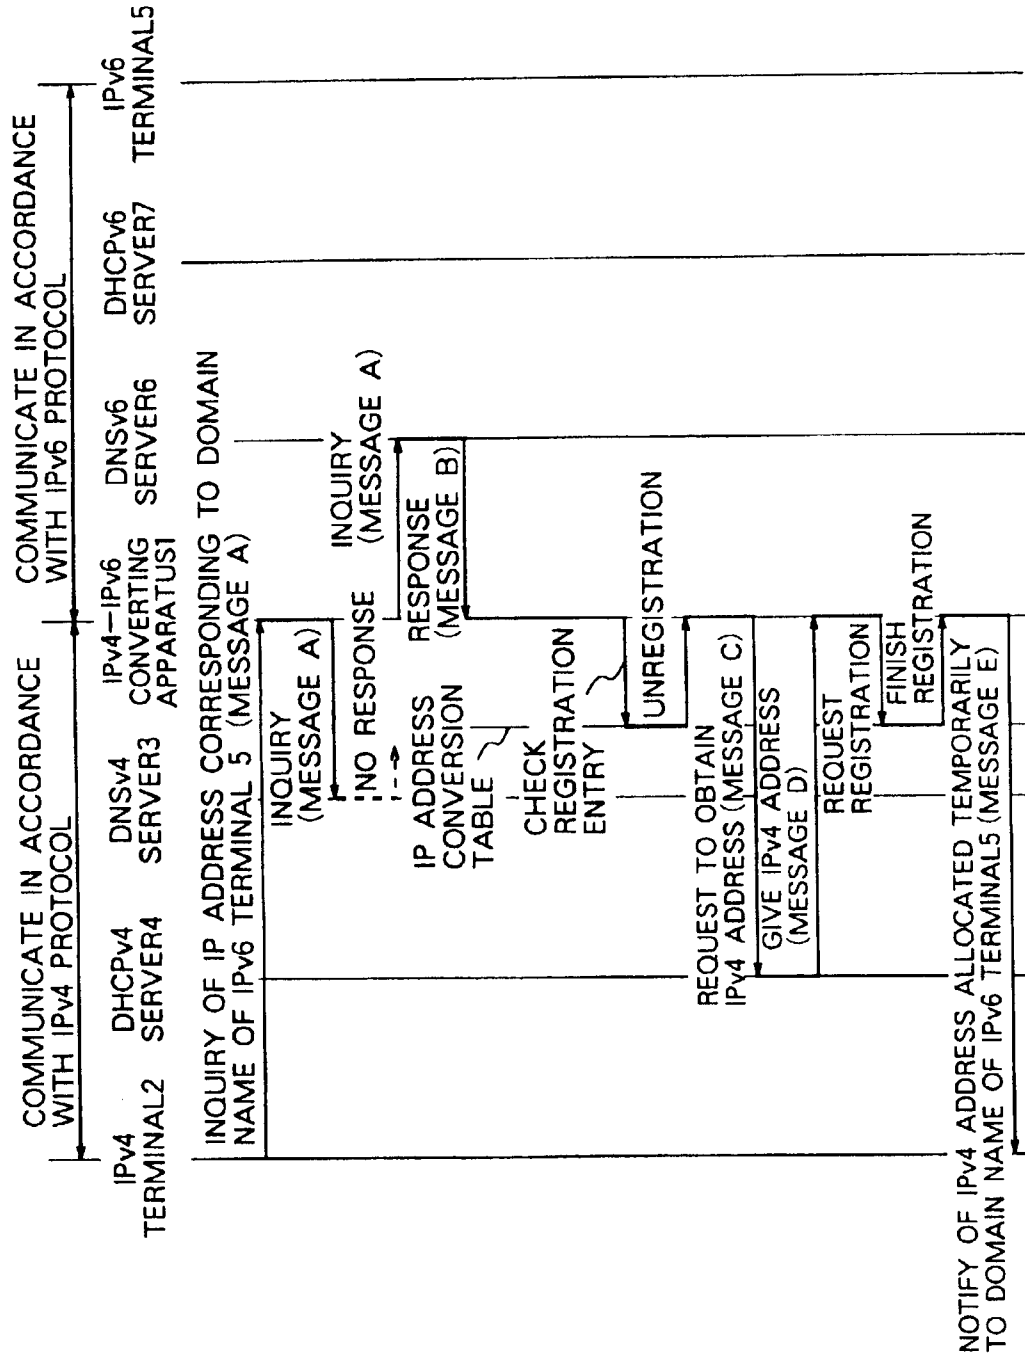 COMMUNICATE IN ACCORDANCE
WITH IPv4 PROTOCOL
COMMUNICATE IN ACCORDANCE
WITH IPv6 PROTOCOL
IPv4
TERMINAL2
DHCPv4
SERVER4
DNSv4
SERVER3
IPv4-IPv6
CONVERTING
APPARATUS1
DNSv6
SERVER6
DHCPv6
SERVER7
IPv6
TERMINAL5
INQUIRY OF IP ADDRESS CORRESPONDING TO DOMAIN
NAME OF IPv6 TERMINAL 5 (MESSAGE A)
INQUIRY
(MESSAGE A)
NO RESPONSE
INQUIRY
(MESSAGE A)
RESPONSE
(MESSAGE B)
IP ADDRESS
CONVERSION
TABLE
CHECK
REGISTRATION
ENTRY
UNREGISTRATION
REQUEST TO OBTAIN
IPv4 ADDRESS (MESSAGE C)
GIVE IPv4 ADDRESS
(MESSAGE D)
REQUEST
REGISTRATION
FINISH
REGISTRATION
NOTIFY OF IPv4 ADDRESS ALLOCATED TEMPORARILY
TO DOMAIN NAME OF IPv6 TERMINAL5 (MESSAGE E)